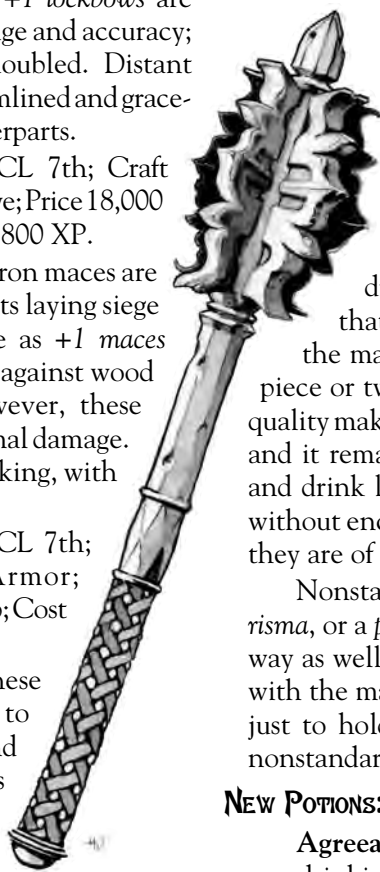 +1 lockbows are
ge and accuracy;
oubled. Distant
mlined and grace-
erparts.
CL 7th; Craft
ve; Price 18,000
800 XP.
ron maces are
ts laying siege
e as +1 maces
against wood
wever, these
nal damage.
king, with
CL 7th;
Armor;
; Cost
hese
to
nd
s
d
that
the ma
piece or tw
quality mak
and it rema
and drink l
without enc
they are of
Nonsta
risma, or a p
way as well
with the ma
just to hol
nonstandar
New Potions:
Agreea